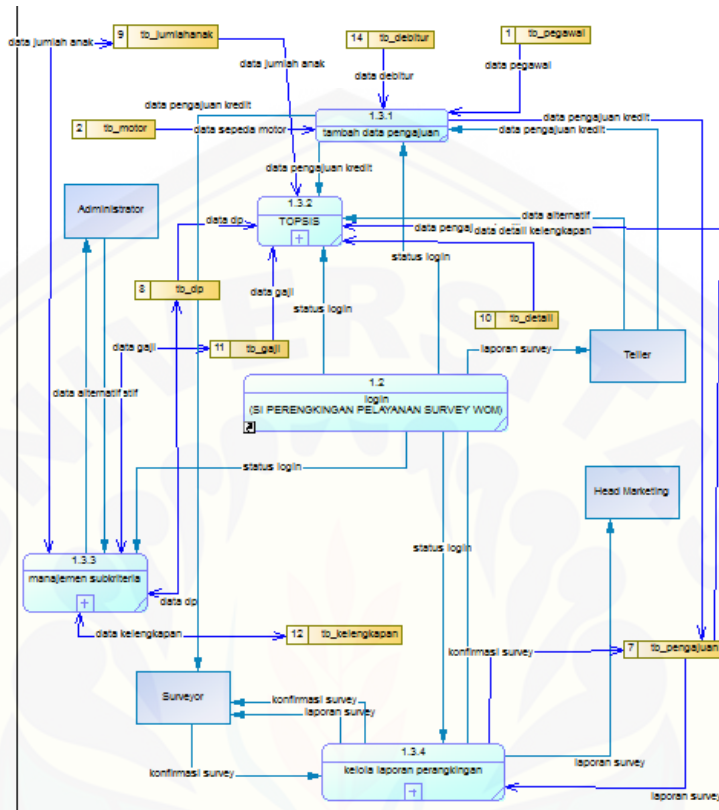 9 tb_jumlahanak
14 tb_debitur
1 tb_pegawai
data jumlah anak
data jumlah anak
data debitur
data pegawai
data pengajuan kredit
1.3.1
tambah data pengajuan
data pengajuan kredit
data pengajuan kredit
2 tb_motor
data sepeda motor
data pengajuan kredit
Administrator
1.3.2
TOPSIS
data dp
data alternatif
data pengaj
data detail kelengkapan
status login
8 tb_dp
data gaji
status login
10 tb_detail
data gaji
11 tb_gaji
laporan survey
Teller
data alternatif stif
1.2
login
(SI PERENGKINGAN PELAYANAN SURVEY WOM)
status login
Head Marketing
1.3.3
manajemen subkriteria
status login
data dp
data kelengkapan
12 tb_kelengkapan
konfirmasi survey
7 tb_pengajuan
Surveyor
konfirmasi survey
laporan survey
konfirmasi survey
1.3.4
kelola laporan perangkingan
laporan survey
laporan survey